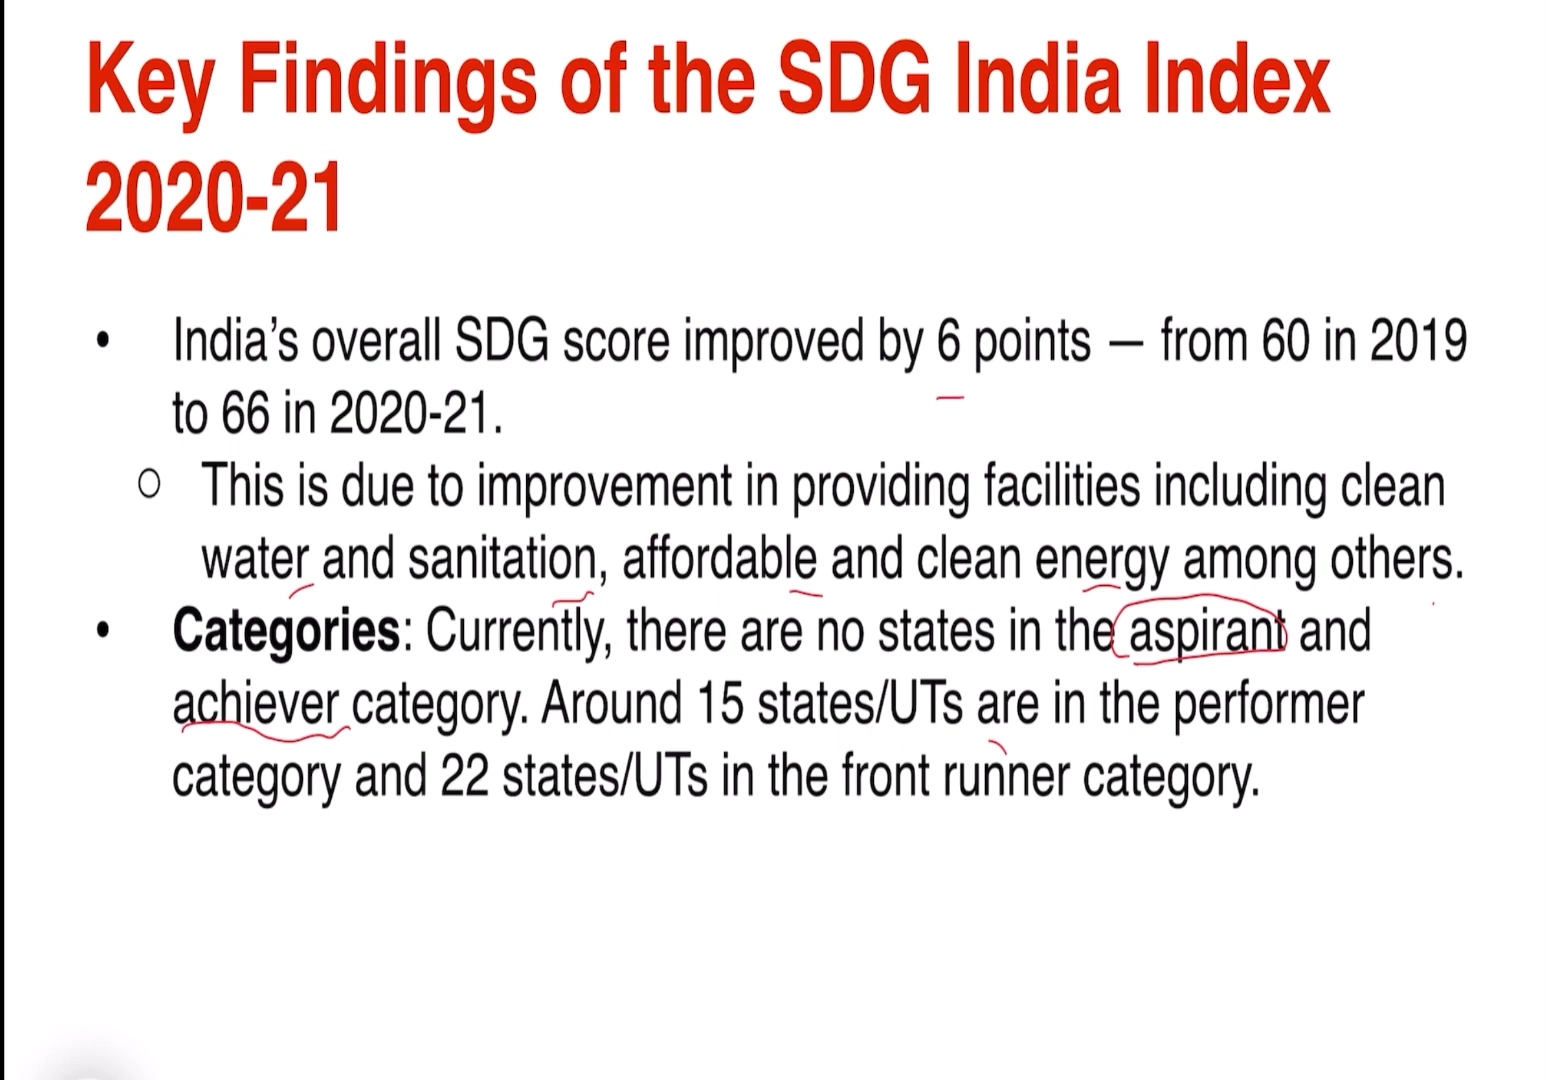 Key Findings of the SDG India Index
2020-21
• India’s overall SDG score improved by 6 points — from 60 in 2019
to 66 in 2020-21.
○ This is due to improvement in providing facilities including clean
water and sanitation, affordable and clean energy among others.
• Categories: Currently, there are no states in the aspirant and
achiever category. Around 15 states/UTs are in the performer
category and 22 states/UTs in the front runner category.